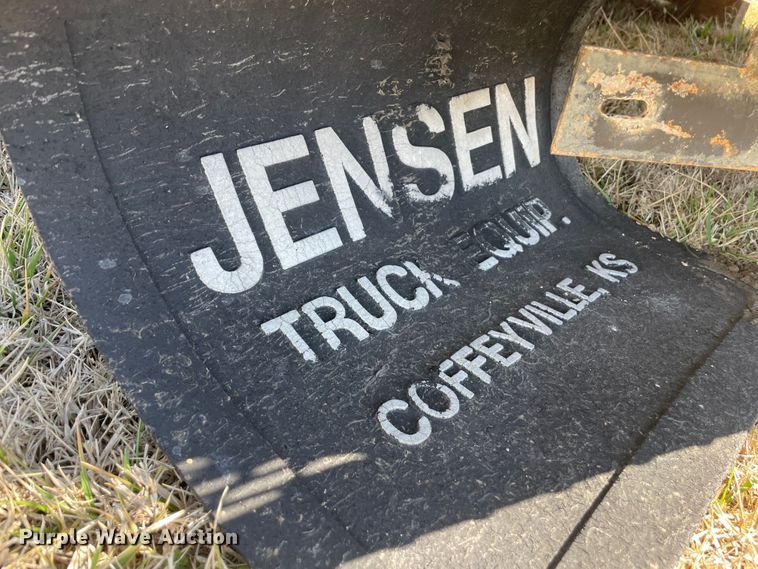 JENSEN
TRUCK EQUIP.
COFFEYVILLE, KS
Purple Wave Auction